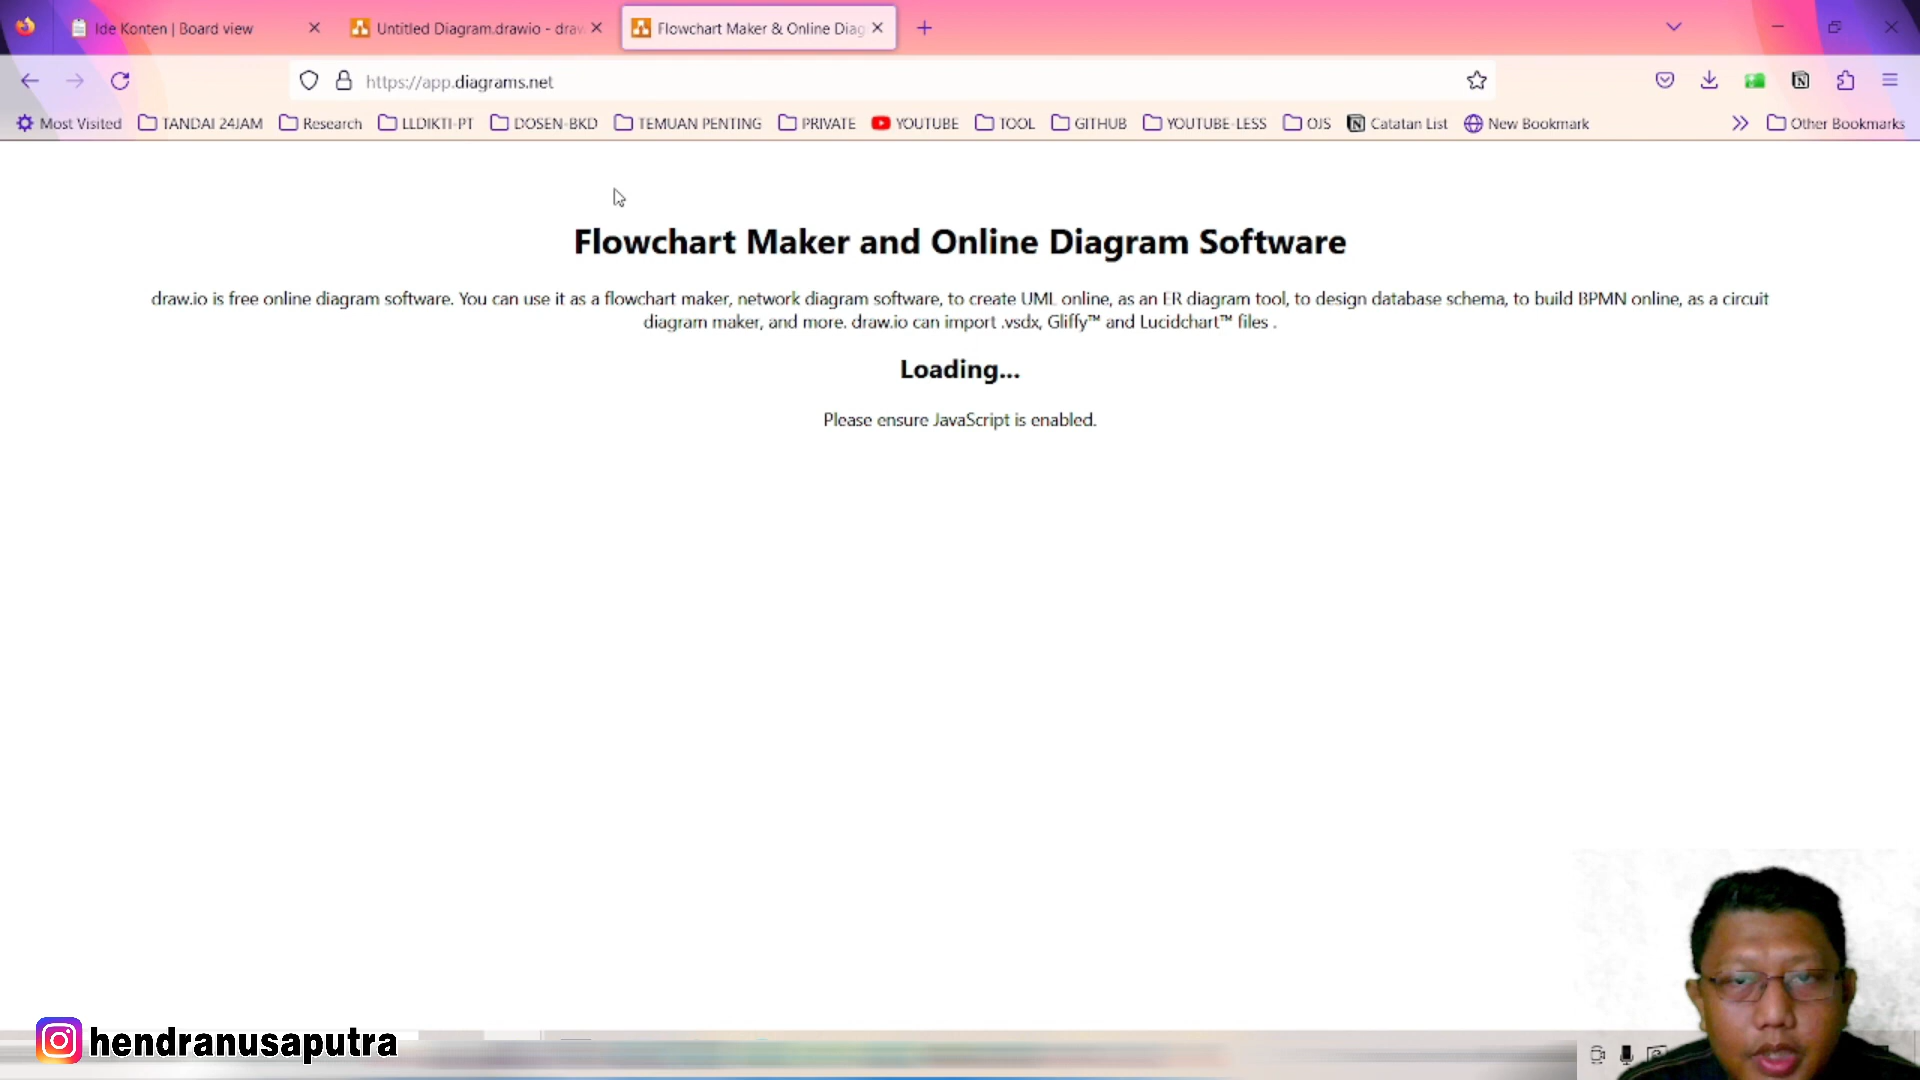 Ide Konten | Board view
Untitled Diagram.drawio - draw
Flowchart Maker & Online Diag
https://app.diagrams.net
Most Visited
TANDAI 24JAM
Research
LLDIKTI-PT
DOSEN-BKD
TEMUAN PENTING
PRIVATE
YOUTUBE
TOOL
GITHUB
YOUTUBE-LESS
OJS
Catatan List
New Bookmark
Other Bookmarks
Flowchart Maker and Online Diagram Software
draw.io is free online diagram software. You can use it as a flowchart maker, network diagram software, to create UML online, as an ER diagram tool, to design database schema, to build BPMN online, as a circuit
diagram maker, and more. draw.io can import .vsdx, Gliffy™ and Lucidchart™ files .
Loading...
Please ensure JavaScript is enabled.
hendranusaputra